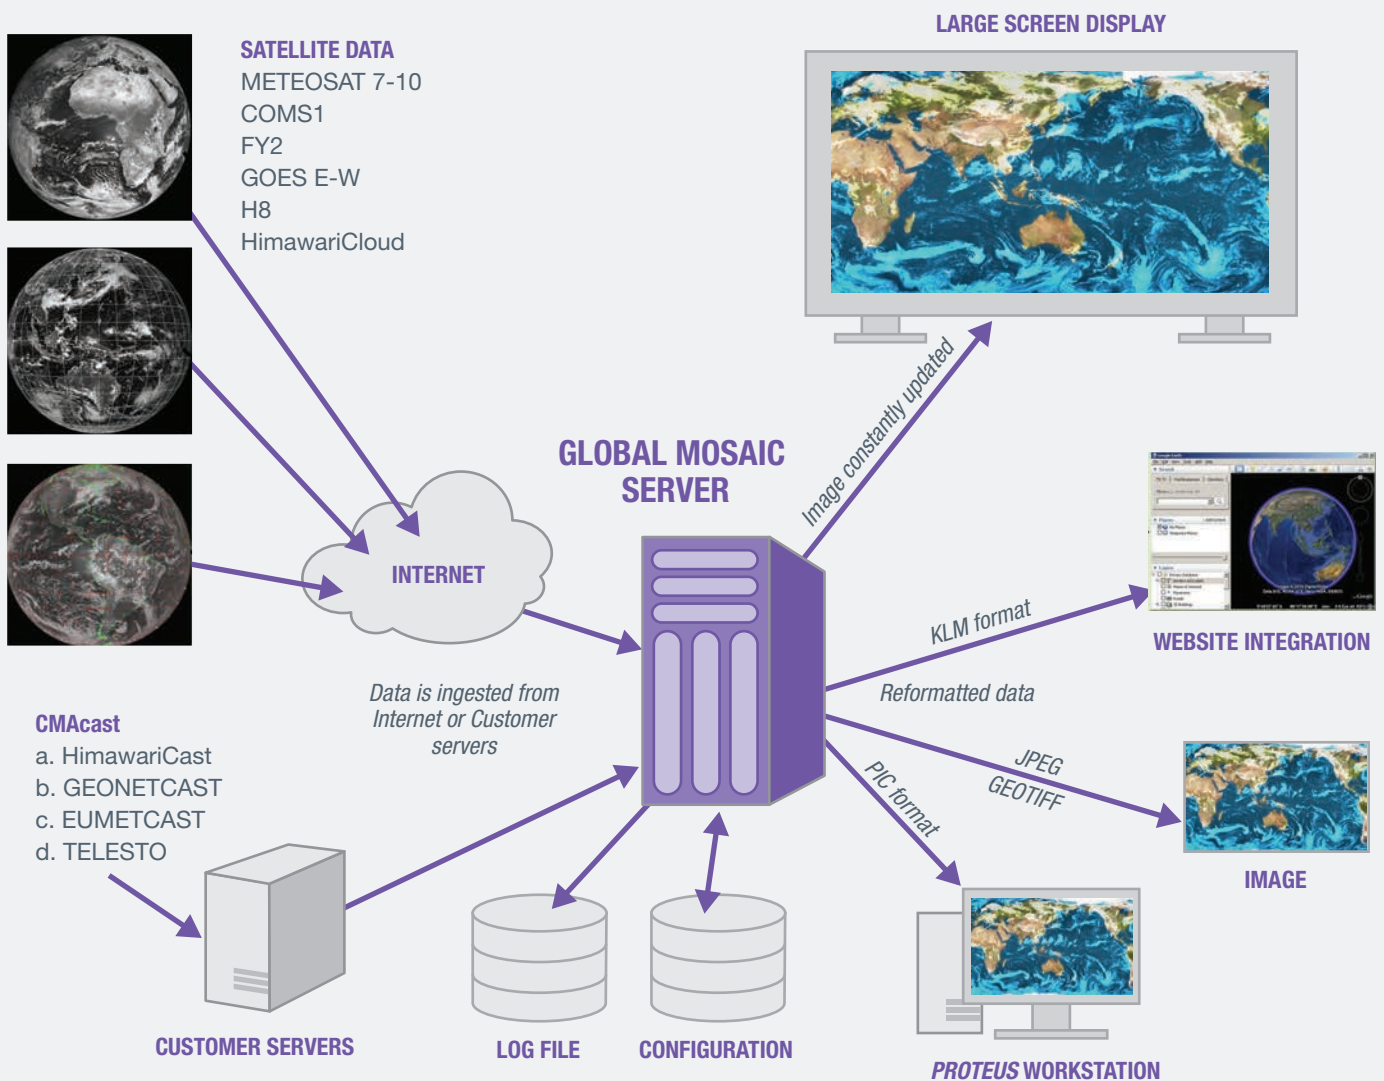 LARGE SCREEN DISPLAY
SATELLITE DATA
METEOSAT 7-10
COMS1
FY2
GOES E-W
H8
HimawariCloud
Image constantly updated
GLOBAL MOSAIC
SERVER
INTERNET
KLM format
WEBSITE INTEGRATION
Data is ingested from
Internet or Customer
servers
Reformatted data
CMAcast
a. HimawariCast
b. GEONETCAST
c. EUMETCAST
d. TELESTO
JPEG
GEOTIFF
PIC format
IMAGE
CUSTOMER SERVERS
LOG FILE
CONFIGURATION
PROTEUS WORKSTATION